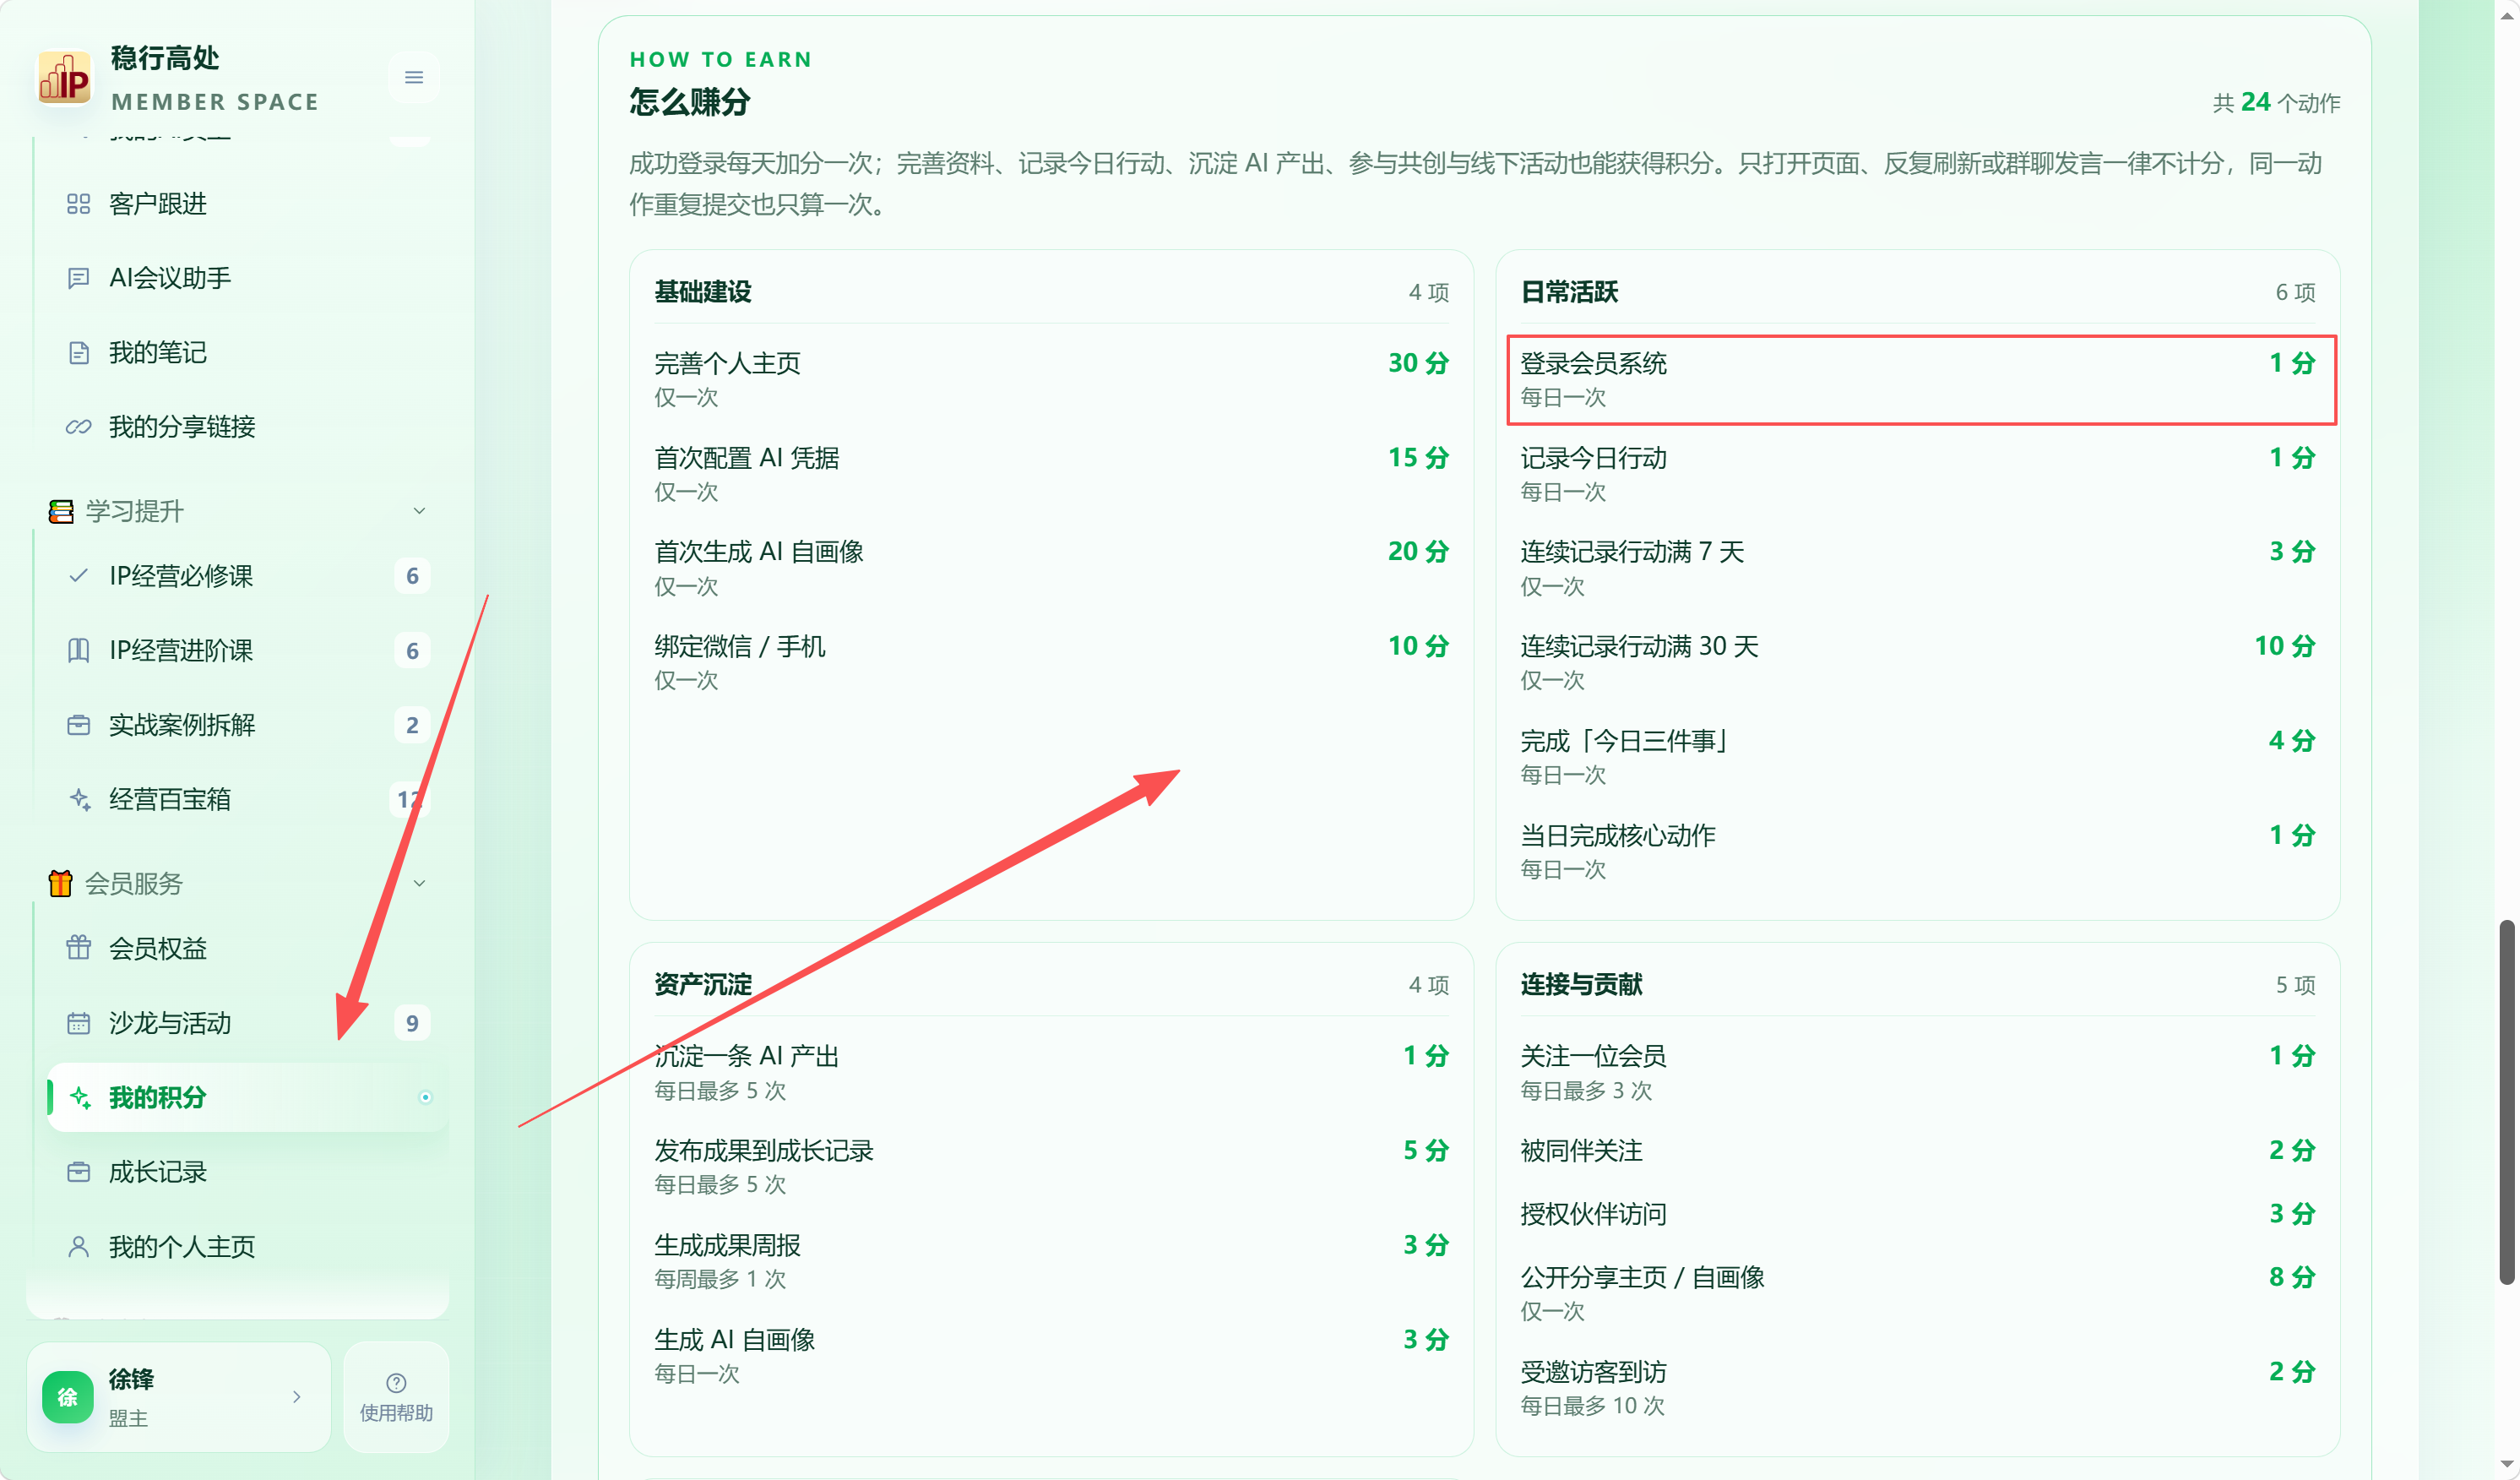 稳行高处
MEMBER SPACE
客户跟进
AI会议助手
我的笔记
我的分享链接
学习提升
IP经营必修课 6
IP经营进阶课 6
实战案例拆解 2
经营百宝箱 12
会员服务
会员权益
沙龙与活动 9
我的积分
成长记录
我的个人主页
徐
徐锋
盟主
使用帮助
HOW TO EARN
怎么赚分
共 24 个动作
成功登录每天加分一次；完善资料、记录今日行动、沉淀 AI 产出、参与共创与线下活动也能获得积分。只打开页面、反复刷新或群聊发言一律不计分，同一动
作重复提交也只算一次。
基础建设 4 项
完善个人主页 30 分
仅一次
首次配置 AI 凭据 15 分
仅一次
首次生成 AI 自画像 20 分
仅一次
绑定微信 / 手机 10 分
仅一次
日常活跃 6 项
登录会员系统 1 分
每日一次
记录今日行动 1 分
每日一次
连续记录行动满 7 天 3 分
仅一次
连续记录行动满 30 天 10 分
仅一次
完成「今日三件事」 4 分
每日一次
当日完成核心动作 1 分
每日一次
资产沉淀 4 项
沉淀一条 AI 产出 1 分
每日最多 5 次
发布成果到成长记录 5 分
每日最多 5 次
生成成果周报 3 分
每周最多 1 次
生成 AI 自画像 3 分
每日一次
连接与贡献 5 项
关注一位会员 1 分
每日最多 3 次
被同伴关注 2 分
授权伙伴访问 3 分
公开分享主页 / 自画像 8 分
仅一次
受邀访客到访 2 分
每日最多 10 次
IP